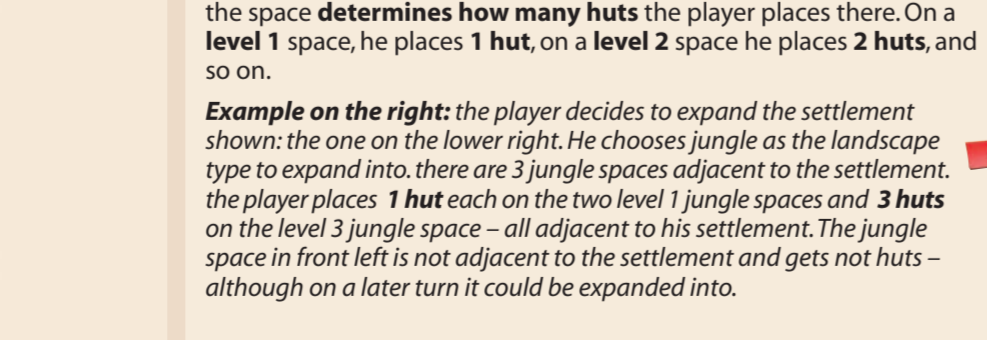 the space determines how many huts the player places there. On a
level 1 space, he places 1 hut, on a level 2 space he places 2 huts, and
so on.
Example on the right: the player decides to expand the settlement
shown: the one on the lower right. He chooses jungle as the landscape
type to expand into. there are 3 jungle spaces adjacent to the settlement.
the player places 1 hut each on the two level 1 jungle spaces and 3 huts
on the level 3 jungle space – all adjacent to his settlement. The jungle
space in front left is not adjacent to the settlement and gets not huts –
although on a later turn it could be expanded into.